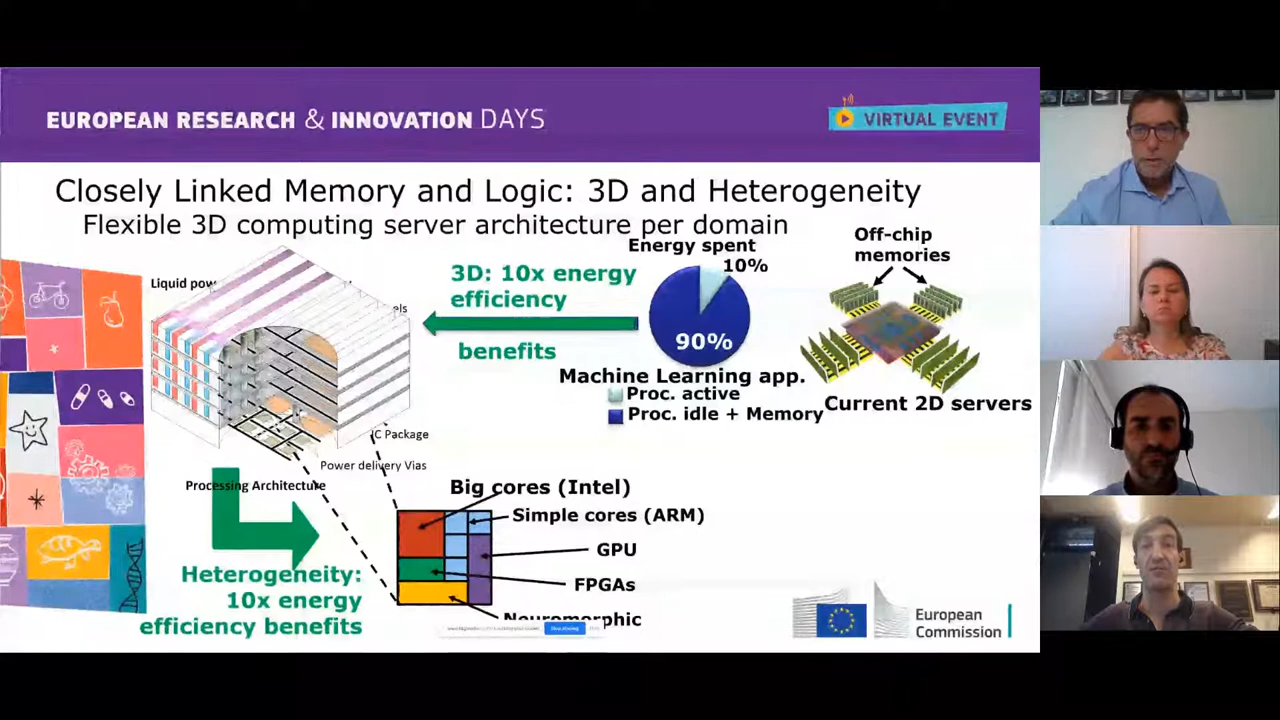 EUROPEAN RESEARCH & INNOVATION DAYS
VIRTUAL EVENT
Closely Linked Memory and Logic: 3D and Heterogeneity
Flexible 3D computing server architecture per domain
Liquid
3D: 10x energy
efficiency
benefits
Energy spent
10%
90%
Machine Learning app.
Proc. active
Proc. idle + Memory
Off-chip
memories
Current 2D servers
IC Package
Power delivery Vias
Processing Architecture
Heterogeneity:
10x energy
efficiency benefits
Big cores (Intel)
Simple cores (ARM)
GPU
FPGAs
Neuromorphic
European
Commission